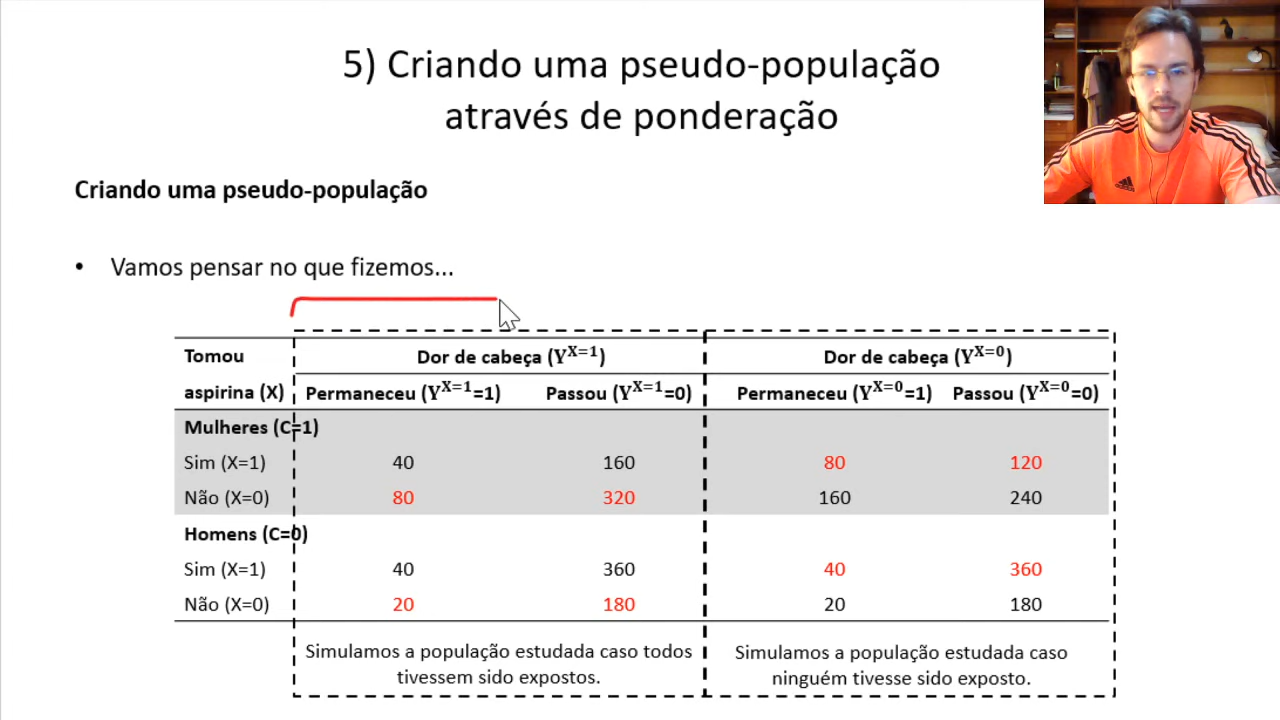 5) Criando uma pseudo-população
através de ponderação
Criando uma pseudo-população
• Vamos pensar no que fizemos...
Tomou aspirina (X) Dor de cabeça (Y^X=1) Dor de cabeça (Y^X=0)
Permaneceu (Y^X=1=1) Passou (Y^X=1=0) Permaneceu (Y^X=0=1) Passou (Y^X=0=0)
Mulheres (C=1)
Sim (X=1) 40 160 80 120
Não (X=0) 80 320 160 240
Homens (C=0)
Sim (X=1) 40 360 40 360
Não (X=0) 20 180 20 180
Simulamos a população estudada caso todos
tivessem sido expostos.
Simulamos a população estudada caso
ninguém tivesse sido exposto.
adidas